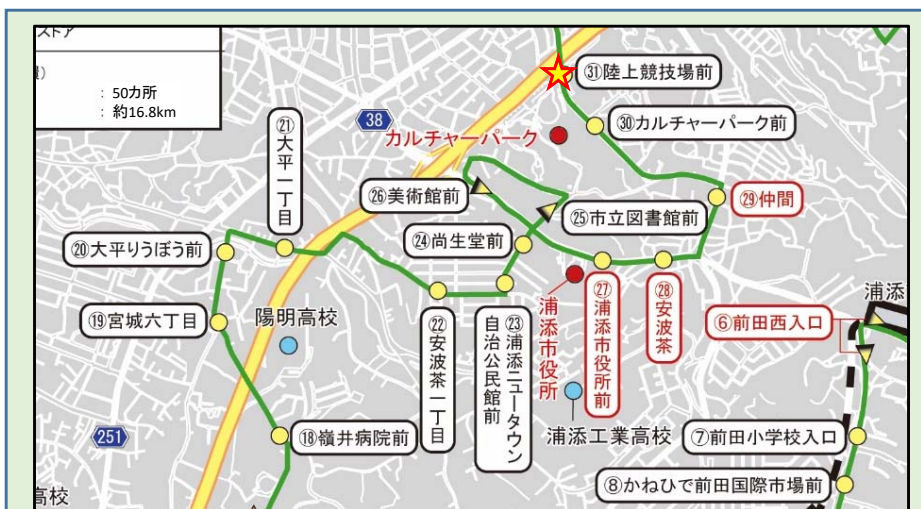 ストア
: 50カ所
: 約16.8km
38
㉛陸上競技場前
㉑大平一丁目
カルチャーパーク
㉚カルチャーパーク前
㉖美術館前
㉙仲間
㉕市立図書館前
㉔尚生堂前
⑳大平りうぼう前
⑲宮城六丁目
陽明高校
㉒安波茶一丁目
㉓浦添ニュータウン
自治公民館前
浦添市役所
㉗浦添市役所前
㉘安波茶
浦添
⑥前田西入口
浦添工業高校
251
⑱嶺井病院前
⑦前田小学校入口
⑧かねひで前田国際市場前
高校